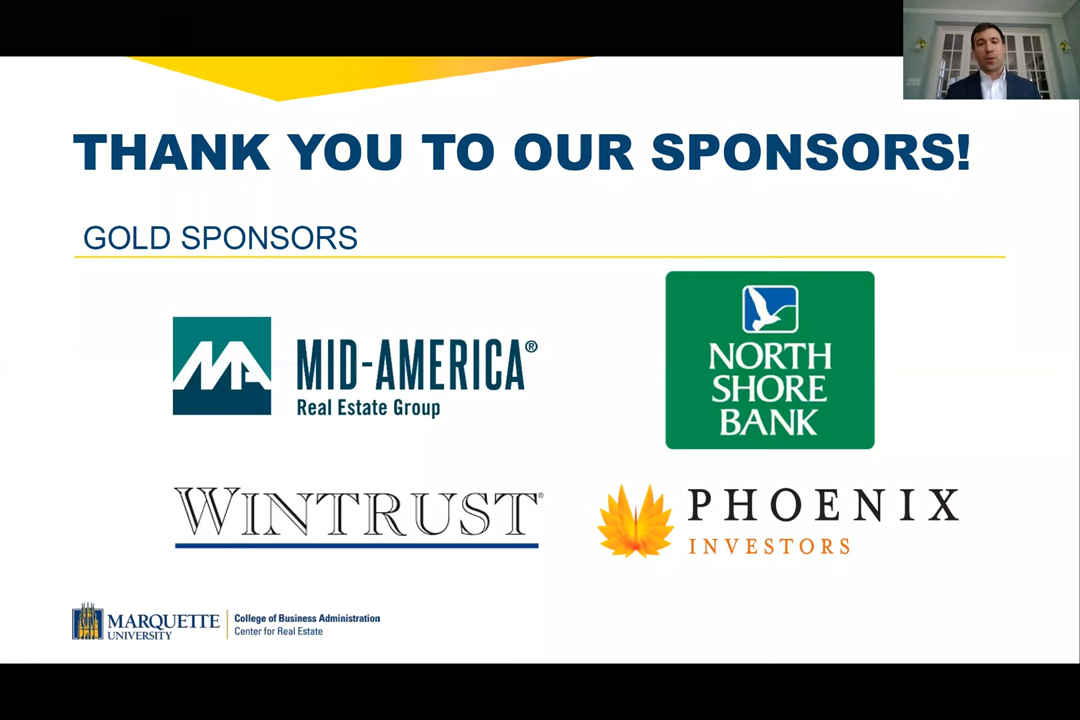 THANK YOU TO OUR SPONSORS!
GOLD SPONSORS
MA
MID-AMERICA®
Real Estate Group
NORTH
SHORE
BANK
WINTRUST®
PHOENIX
INVESTORS
MARQUETTE
UNIVERSITY
College of Business Administration
Center for Real Estate